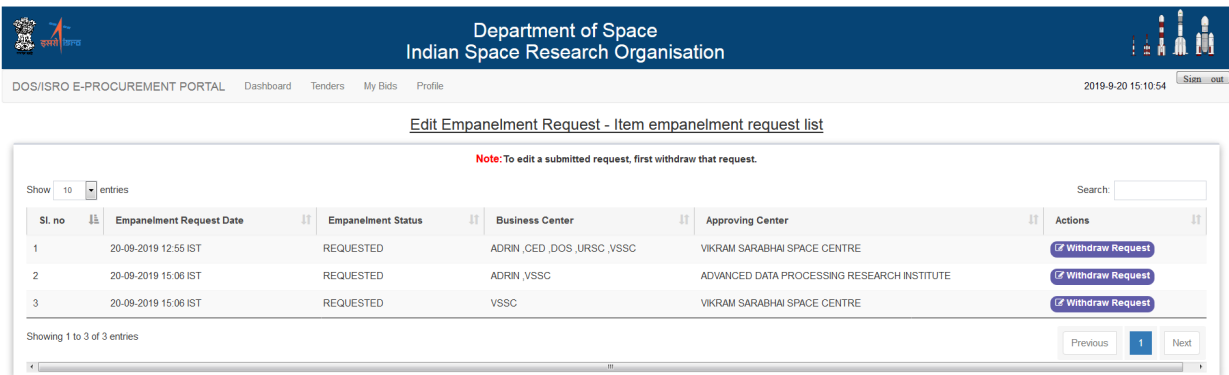 Department of Space
Indian Space Research Organisation
इसरो isro
DOS/ISRO E-PROCUREMENT PORTAL Dashboard Tenders My Bids Profile 2019-9-20 15:10:54 Sign out
Edit Empanelment Request - Item empanelment request list
Note: To edit a submitted request, first withdraw that request.
Show 10 entries Search:
Sl. no Empanelment Request Date Empanelment Status Business Center Approving Center Actions
1 20-09-2019 12:55 IST REQUESTED ADRIN ,CED ,DOS ,URSC ,VSSC VIKRAM SARABHAI SPACE CENTRE Withdraw Request
2 20-09-2019 15:06 IST REQUESTED ADRIN ,VSSC ADVANCED DATA PROCESSING RESEARCH INSTITUTE Withdraw Request
3 20-09-2019 15:06 IST REQUESTED VSSC VIKRAM SARABHAI SPACE CENTRE Withdraw Request
Showing 1 to 3 of 3 entries Previous 1 Next